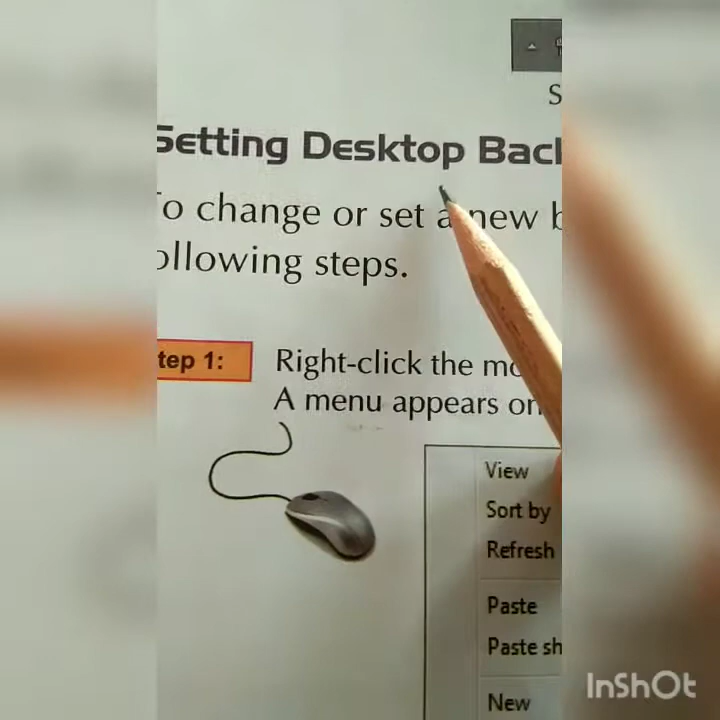 S
Setting Desktop Bac
To change or set a new b
ollowing steps.
tep 1:
Right-click the mo
A menu appears on
View
Sort by
Refresh
Paste
Paste sh
New
InShOt